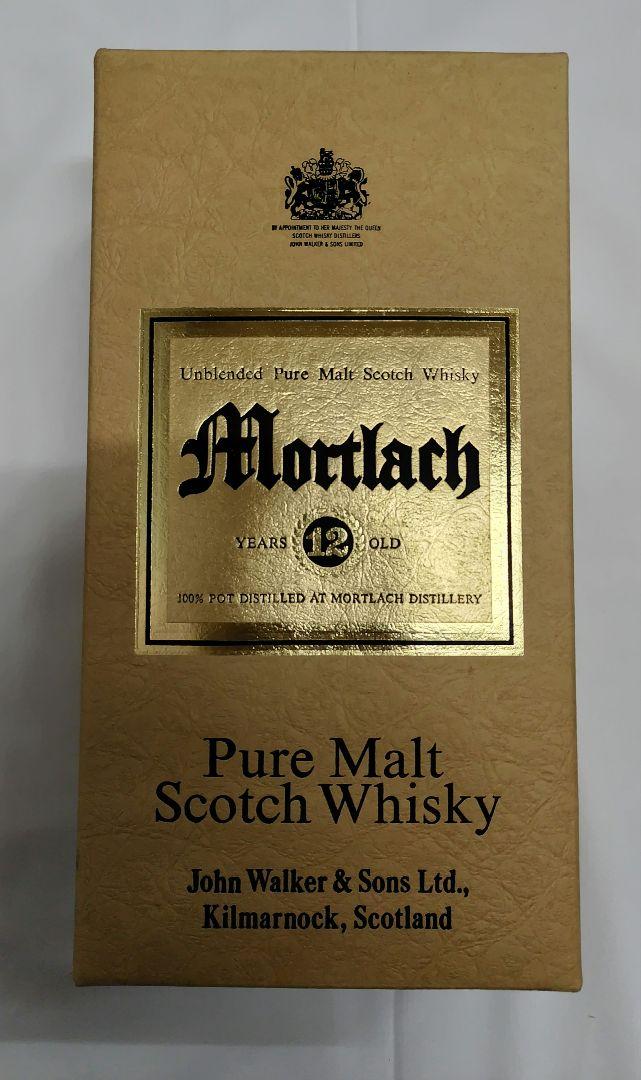 BY APPOINTMENT TO HER MAJESTY THE QUEEN
SCOTCH WHISKY DISTILLERS
JOHN WALKER & SONS LIMITED
Unblended Pure Malt Scotch Whisky
Mortlach
YEARS 12 OLD
100% POT DISTILLED AT MORTLACH DISTILLERY
Pure Malt
Scotch Whisky
John Walker & Sons Ltd.,
Kilmarnock, Scotland